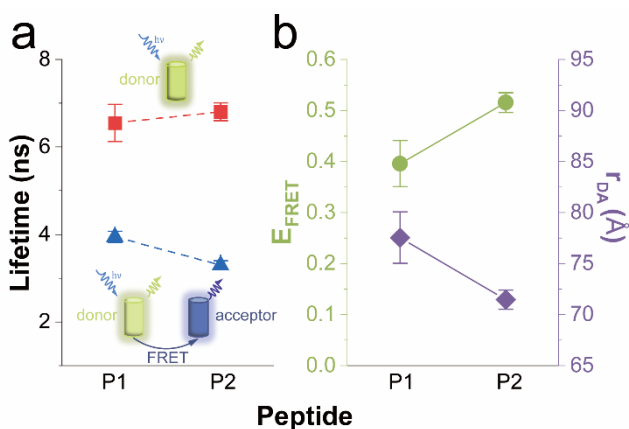 a
b
Lifetime (ns)
8
6
4
2
hν
donor
hν
donor
acceptor
FRET
P1
P2
E_FRET
0.6
0.5
0.4
0.3
0.2
0.1
0.0
95
90
85
80
75
70
65
r_DA (Å)
P1
P2
Peptide